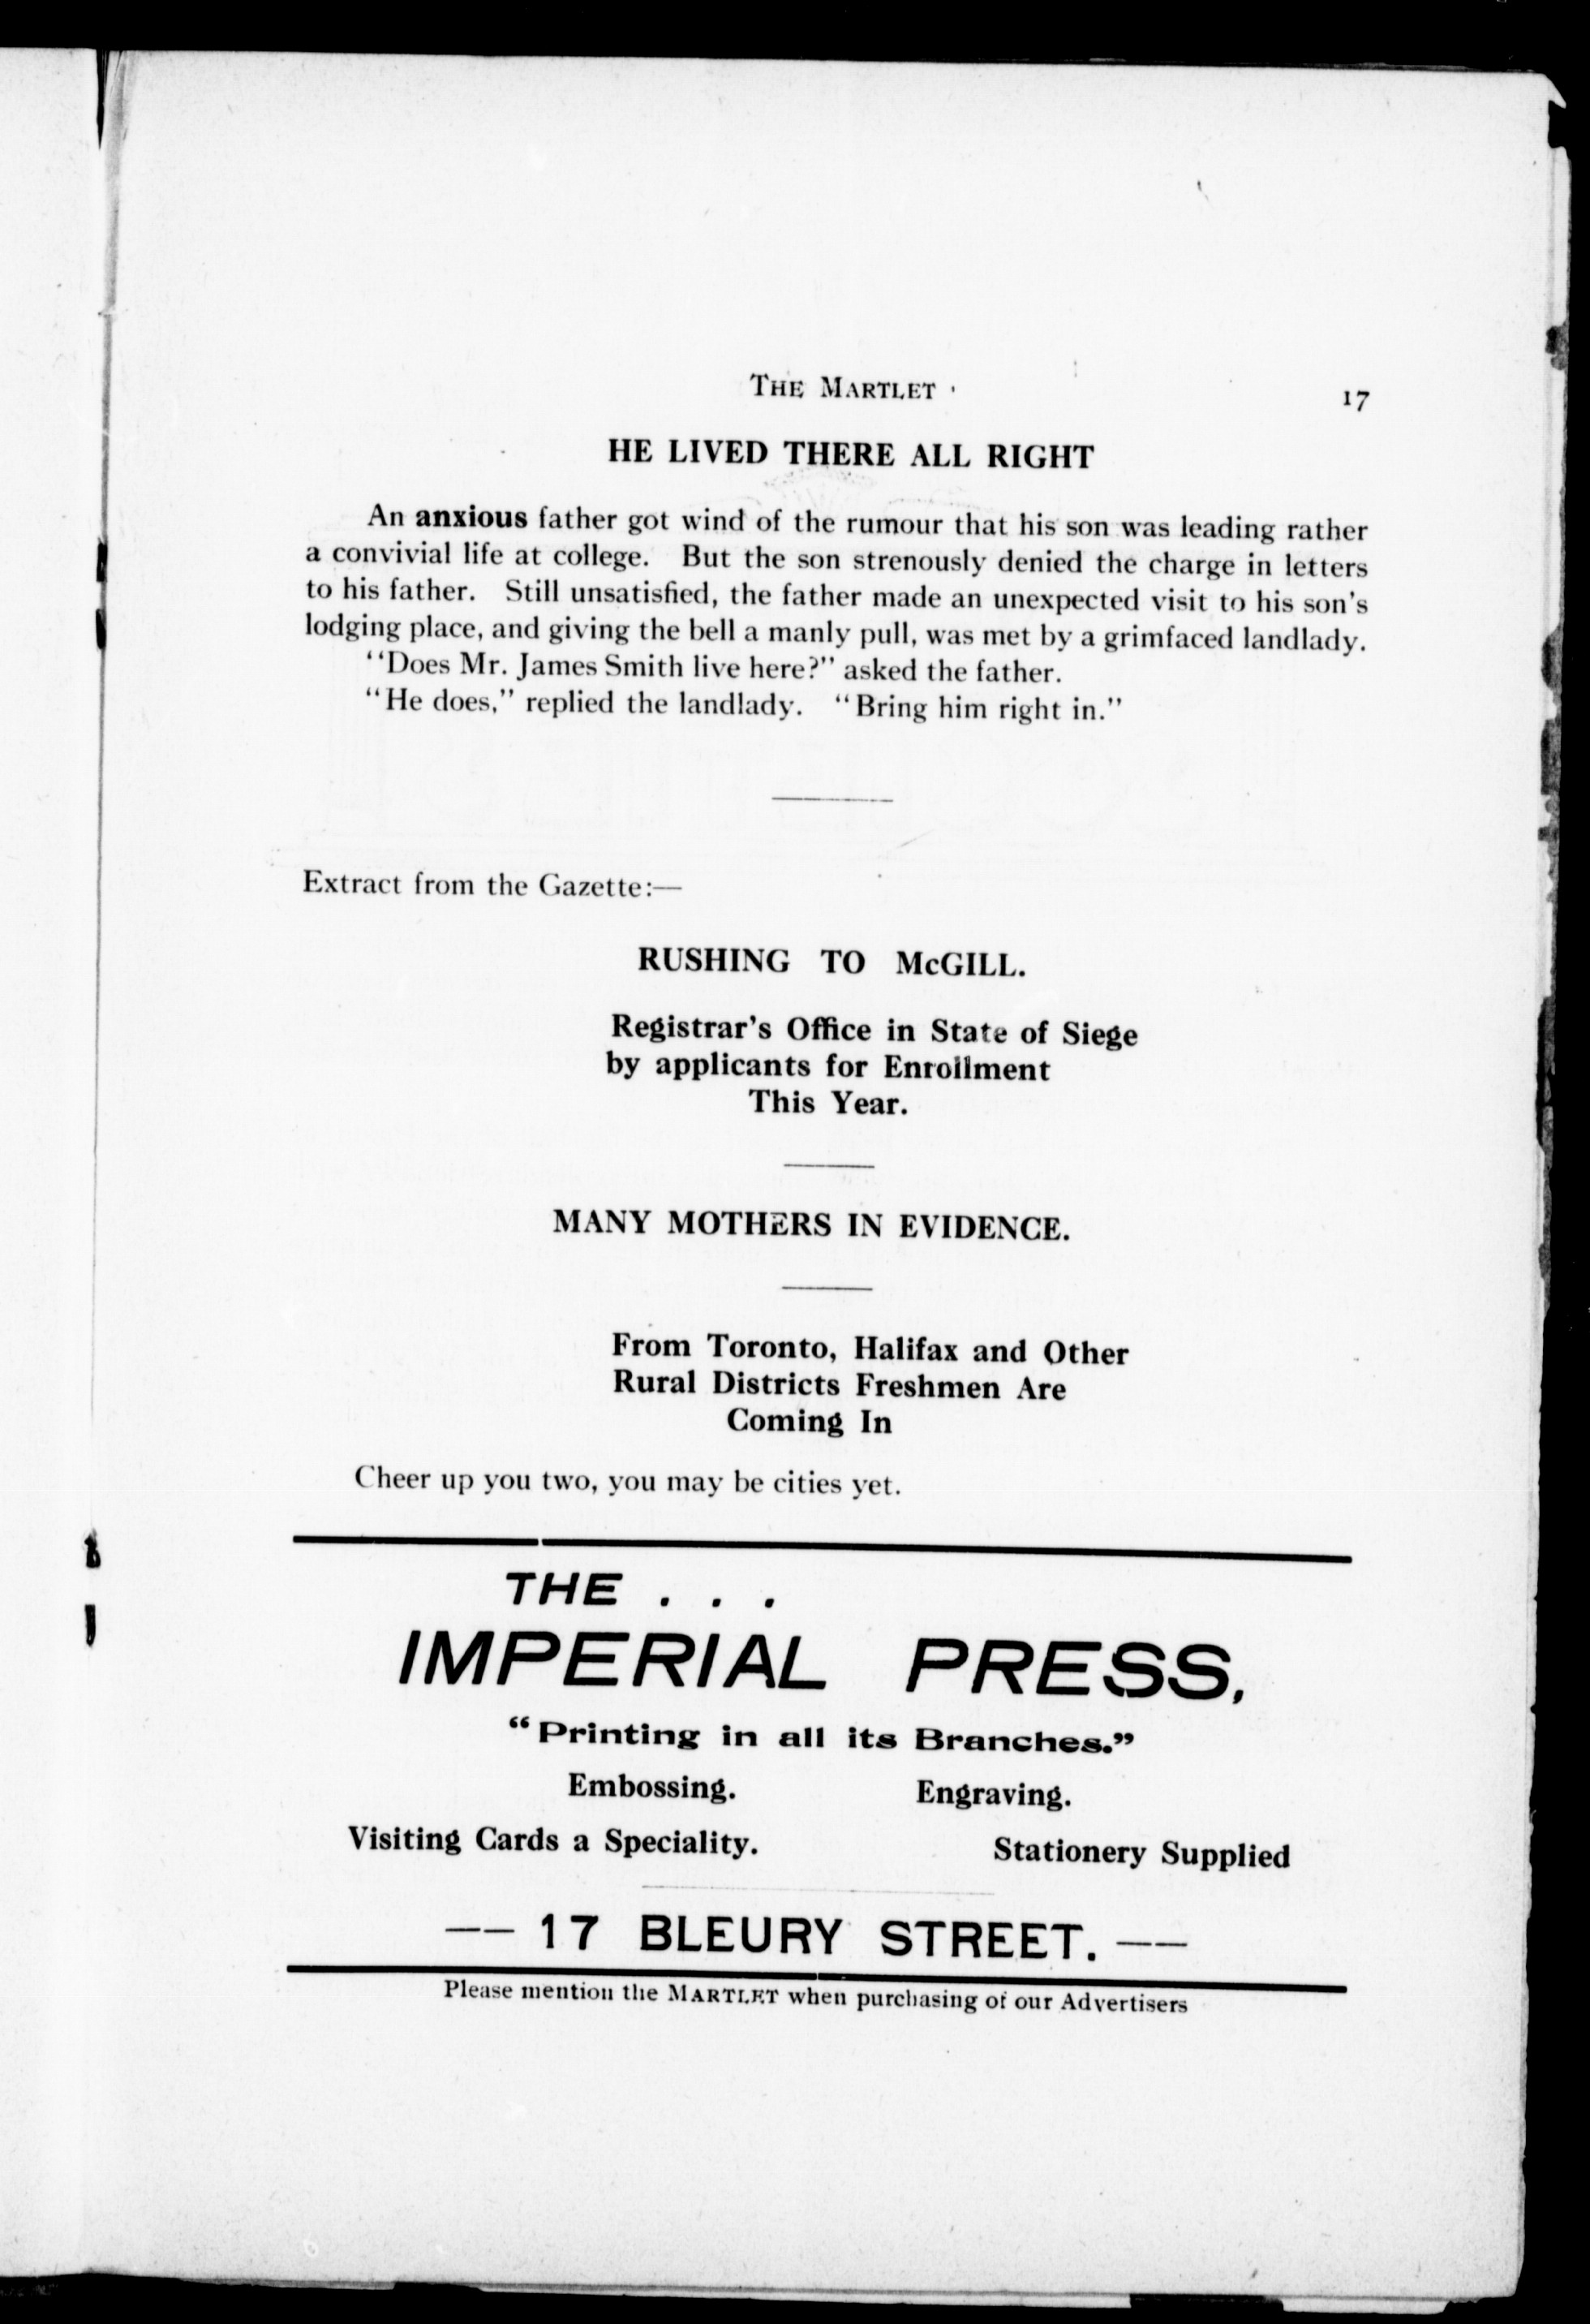 THE MARTLET
17
HE LIVED THERE ALL RIGHT
An anxious father got wind of the rumour that his son was leading rather
a convivial life at college. But the son strenously denied the charge in letters
to his father. Still unsatisfied, the father made an unexpected visit to his son's
lodging place, and giving the bell a manly pull, was met by a grimfaced landlady.
"Does Mr. James Smith live here?" asked the father.
"He does," replied the landlady. "Bring him right in."
Extract from the Gazette:—
RUSHING TO McGILL.
Registrar's Office in State of Siege
by applicants for Enrollment
This Year.
MANY MOTHERS IN EVIDENCE.
From Toronto, Halifax and Other
Rural Districts Freshmen Are
Coming In
Cheer up you two, you may be cities yet.
THE . . .
IMPERIAL PRESS,
"Printing in all its Branches."
Embossing. Engraving.
Visiting Cards a Speciality. Stationery Supplied
—— 17 BLEURY STREET. ——
Please mention the MARTLET when purchasing of our Advertisers